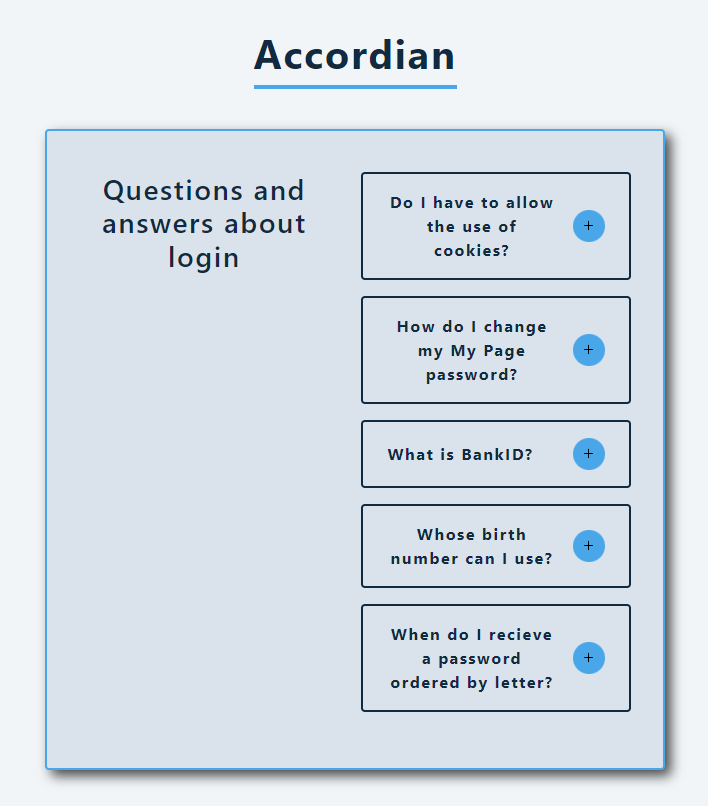 Accordian
Questions and
answers about
login
Do I have to allow
the use of
cookies?
+
How do I change
my My Page
password?
+
What is BankID?
+
Whose birth
number can I use?
+
When do I recieve
a password
ordered by letter?
+